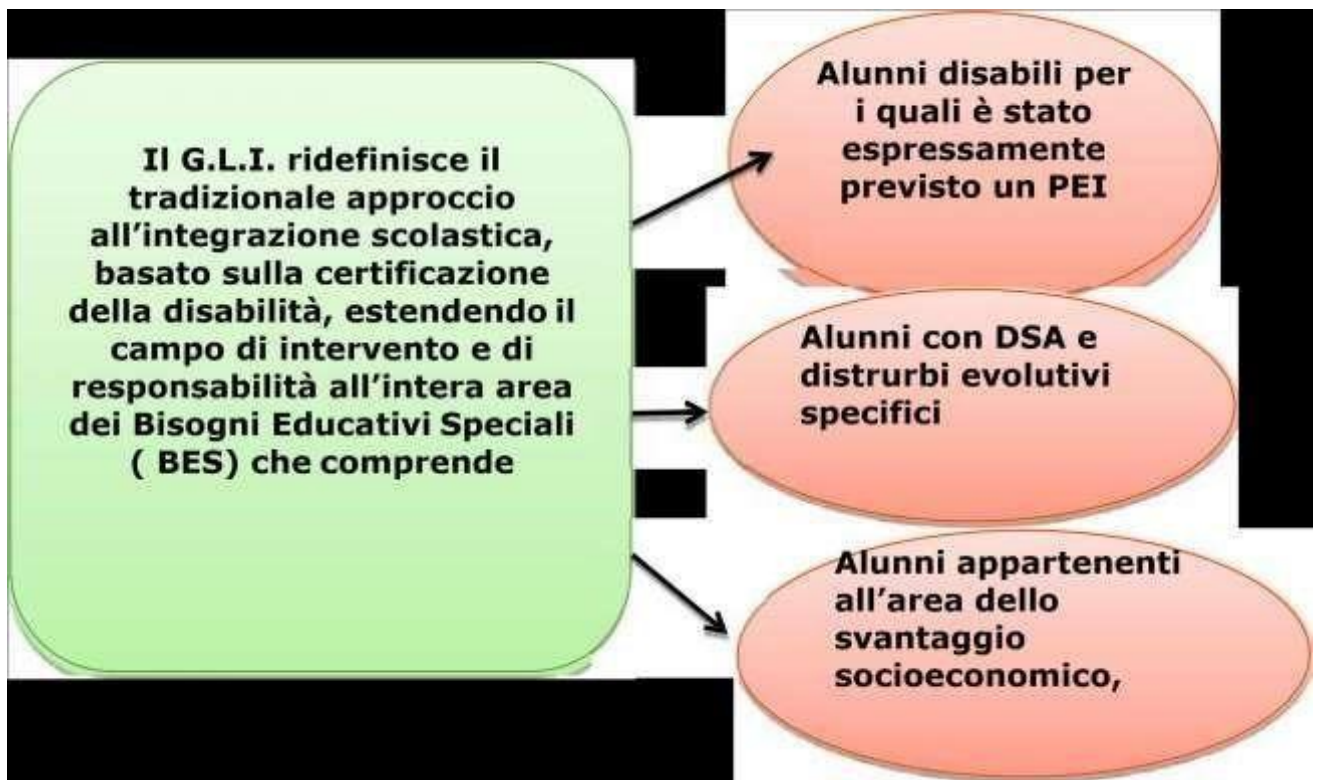 Il G.L.I. ridefinisce il
tradizionale approccio
all’integrazione scolastica,
basato sulla certificazione
della disabilità, estendendo il
campo di intervento e di
responsabilità all’intera area
dei Bisogni Educativi Speciali
( BES) che comprende
Alunni disabili per
i quali è stato
espressamente
previsto un PEI
Alunni con DSA e
distrurbi evolutivi
specifici
Alunni appartenenti
all’area dello
svantaggio
socioeconomico,